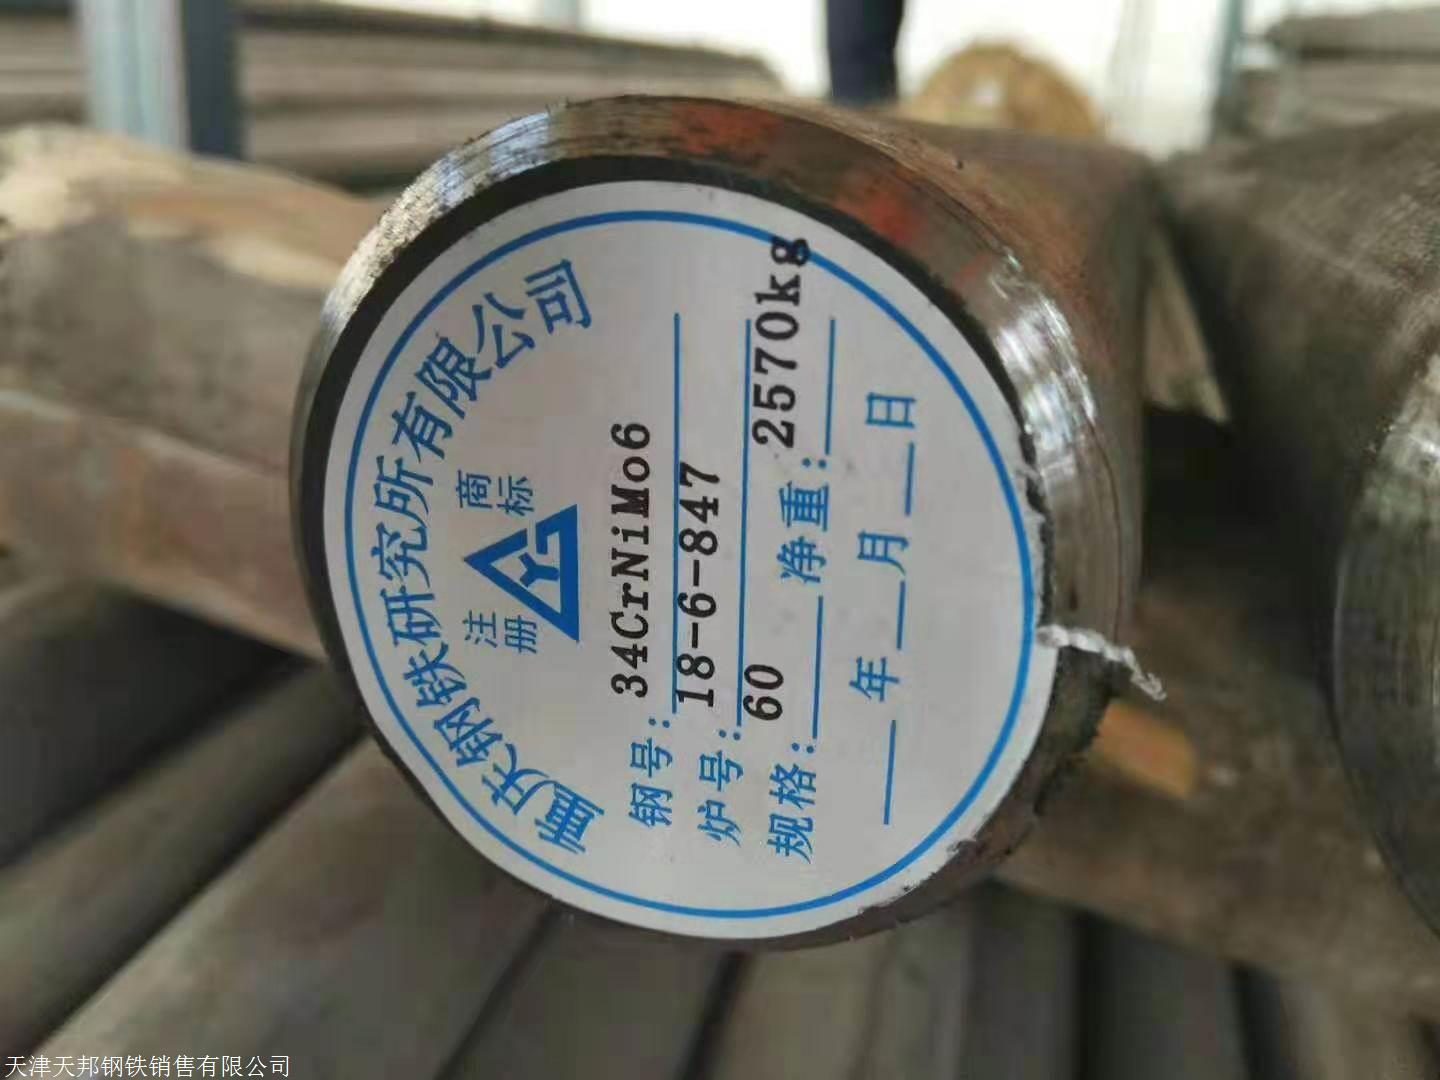 重庆钢铁研究所有限公司
注册 商标
YG
钢号: 34CrNiMo6
炉号: 18-6-847
规格: 60 净重: 2570kg
年 月 日
天津天邦钢铁销售有限公司